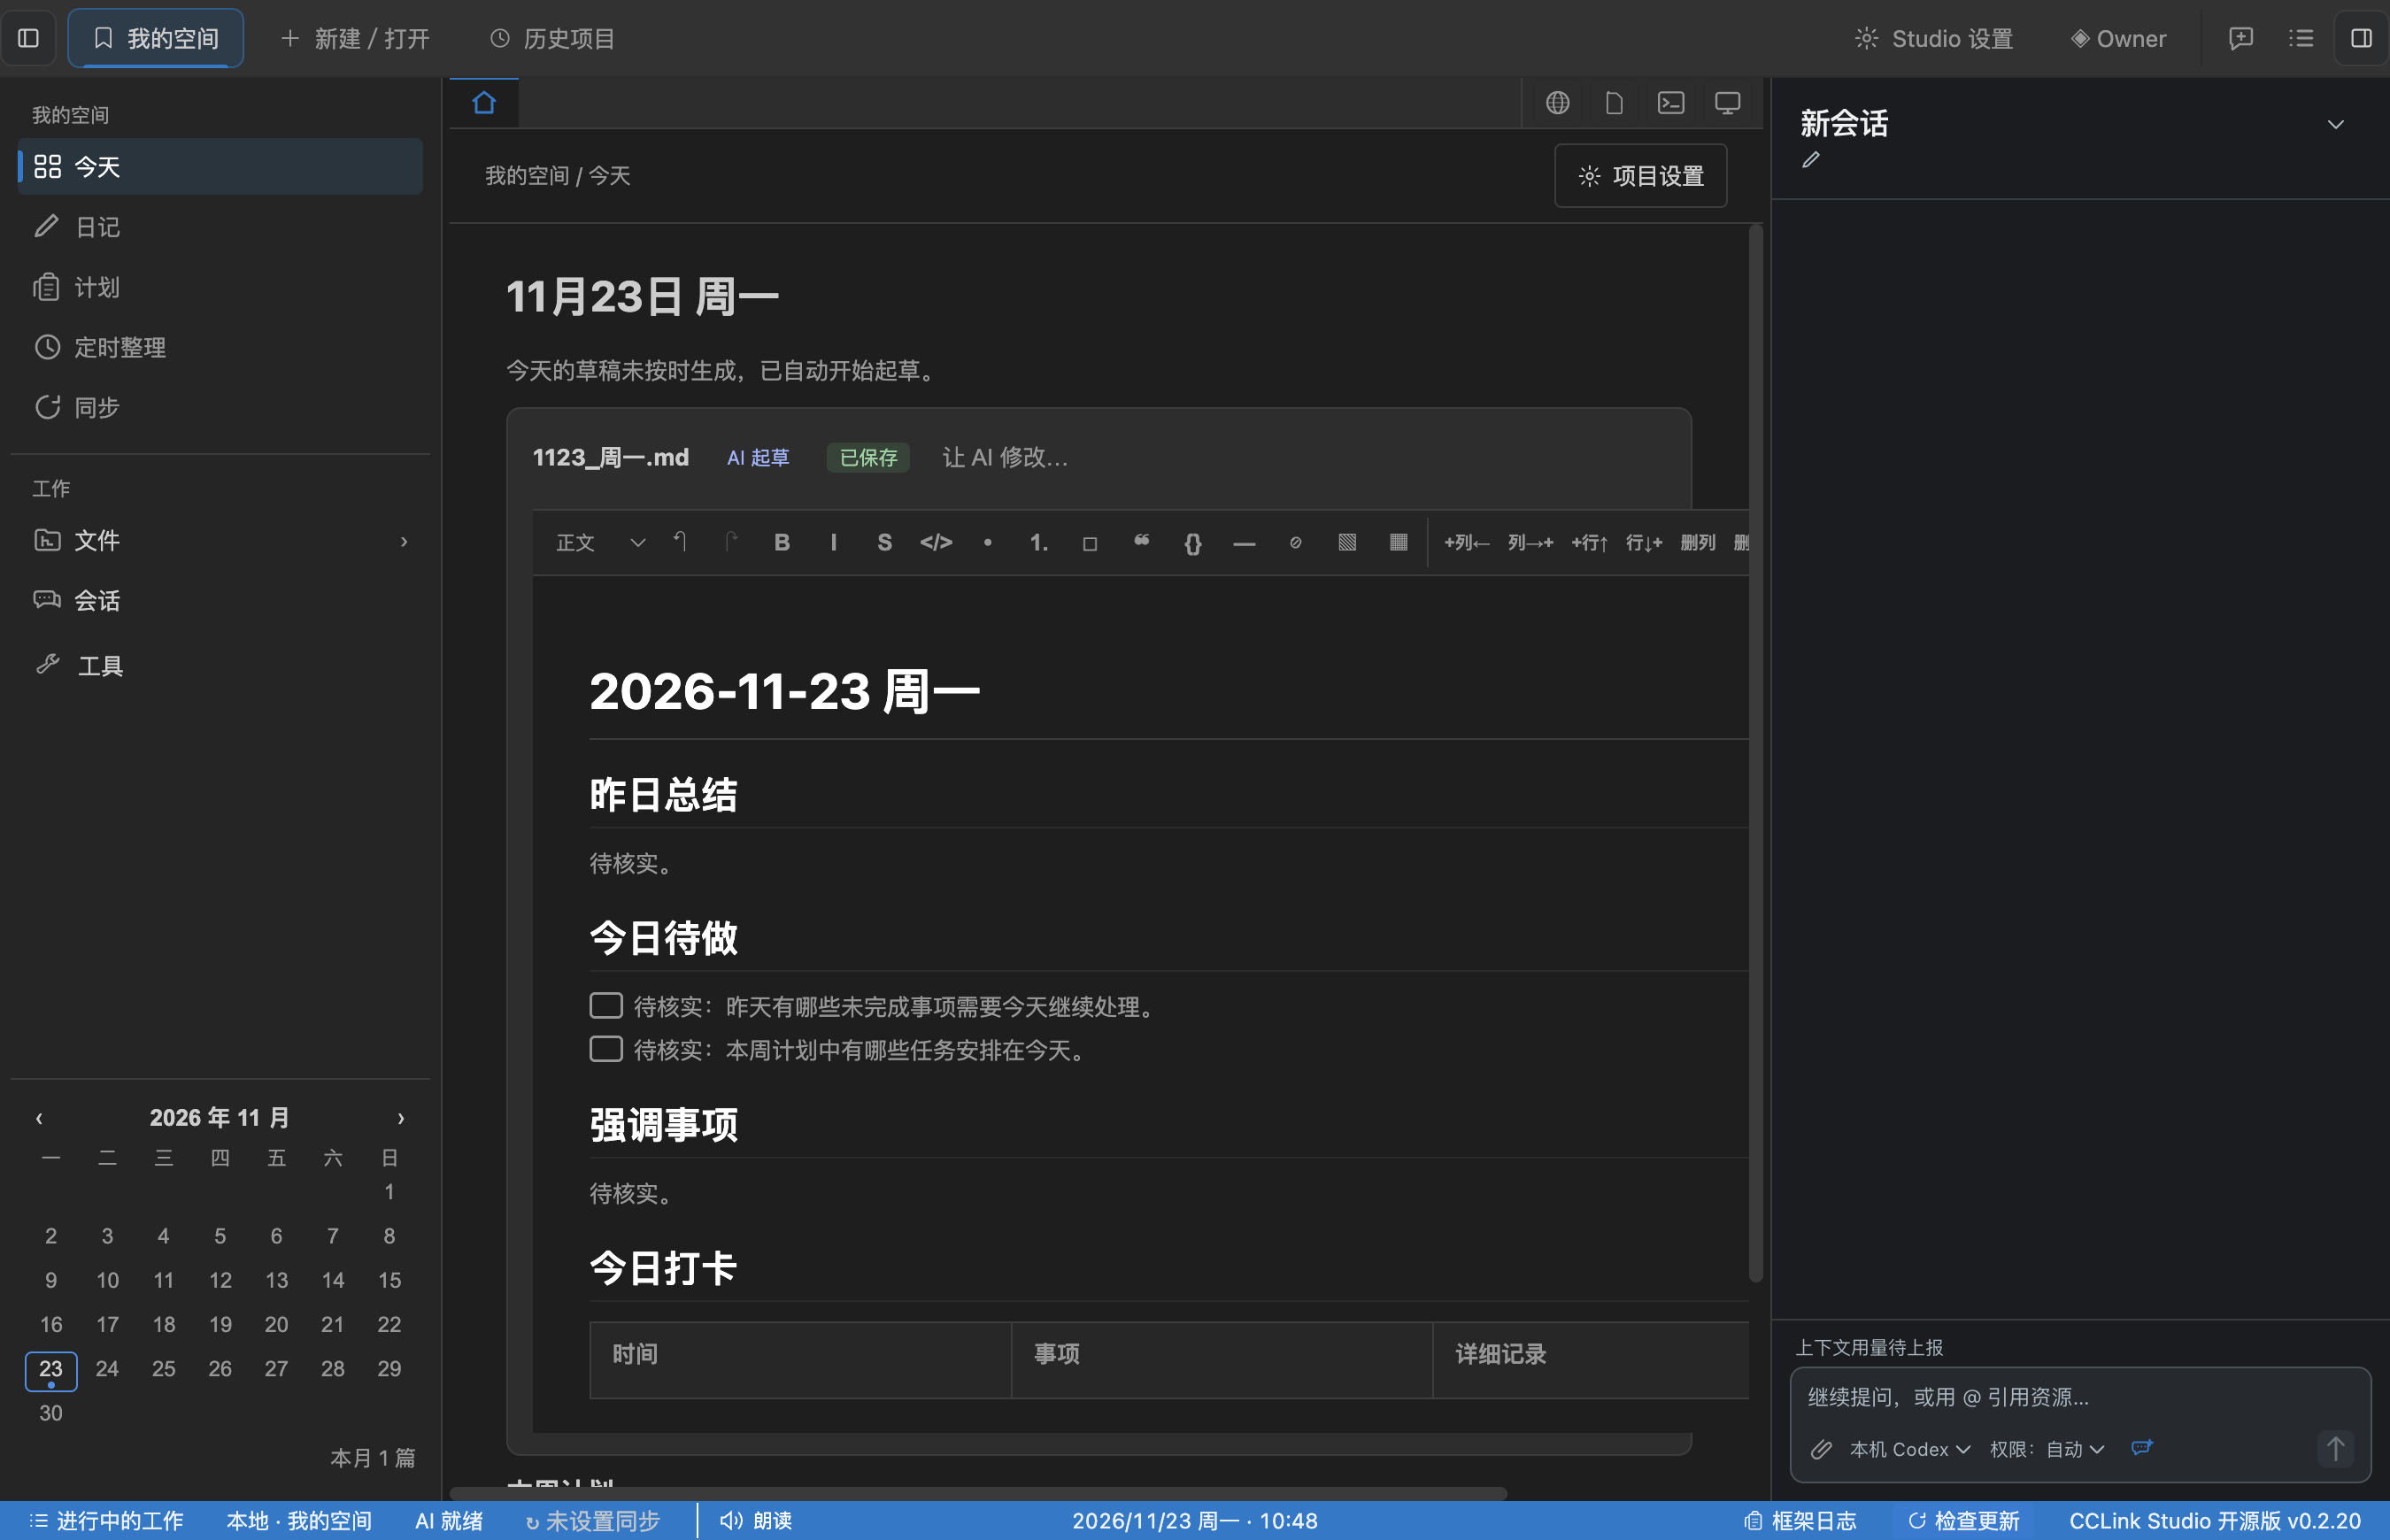 我的空间
新建 / 打开
历史项目
Studio 设置
Owner
我的空间
今天
日记
计划
定时整理
同步
工作
文件
会话
工具
2026 年 11 月
一 二 三 四 五 六 日
1
2 3 4 5 6 7 8
9 10 11 12 13 14 15
16 17 18 19 20 21 22
23 24 25 26 27 28 29
30
本月 1 篇
我的空间 / 今天
项目设置
11月23日 周一
今天的草稿未按时生成，已自动开始起草。
1123_周一.md AI 起草 已保存 让 AI 修改...
正文 B I S </> • 1. ❝ {} — +列← 列→+ +行↑ 行↓+ 删列 删
2026-11-23 周一
昨日总结
待核实。
今日待做
待核实：昨天有哪些未完成事项需要今天继续处理。
待核实：本周计划中有哪些任务安排在今天。
强调事项
待核实。
今日打卡
时间 事项 详细记录
本周计划
新会话
上下文用量待上报
继续提问，或用 @ 引用资源...
本机 Codex 权限：自动
进行中的工作 本地 · 我的空间 AI 就绪 未设置同步 朗读 2026/11/23 周一 · 10:48 框架日志 检查更新 CCLink Studio 开源版 v0.2.20